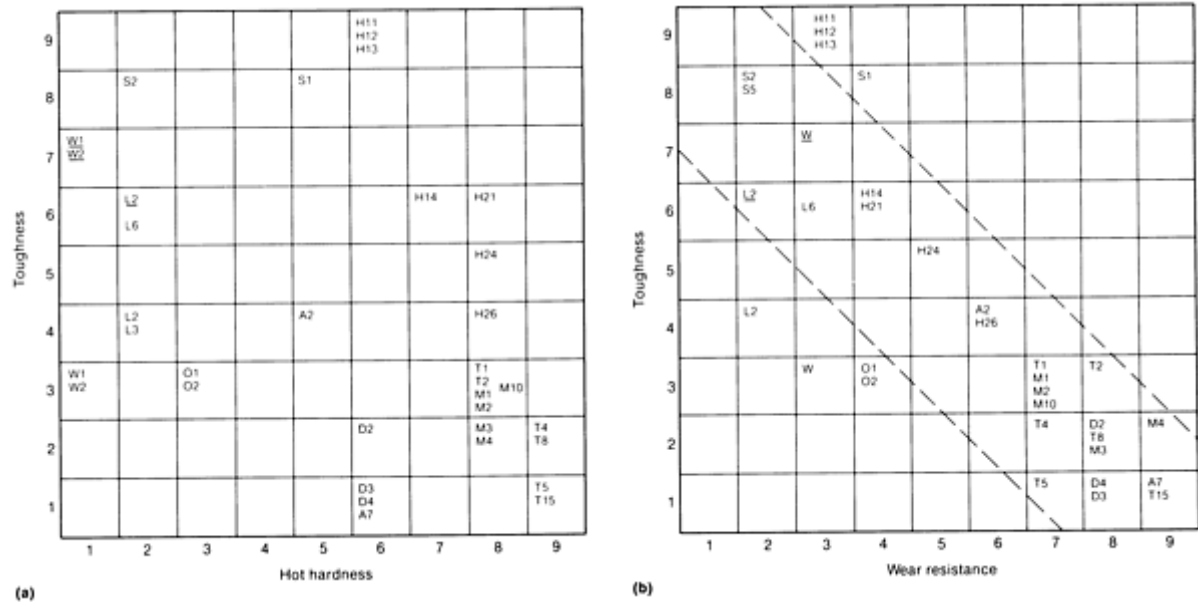 Toughness
9
8
7
6
5
4
3
2
1
H11
H12
H13
S2
S1
W1
W2
L2
L6
H14
H21
H24
L2
L3
A2
H26
W1
W2
O1
O2
T1
T2
M1
M2
M10
D2
M3
M4
T4
T8
D3
D4
A7
T5
T15
1 2 3 4 5 6 7 8 9
Hot hardness
(a)
Toughness
9
8
7
6
5
4
3
2
1
H11
H12
H13
S2
S5
S1
W
L2
L6
H14
H21
H24
L2
A2
H26
W
O1
O2
T1
M1
M2
M10
T2
T4
D2
T8
M3
M4
T5
D4
D3
A7
T15
1 2 3 4 5 6 7 8 9
Wear resistance
(b)